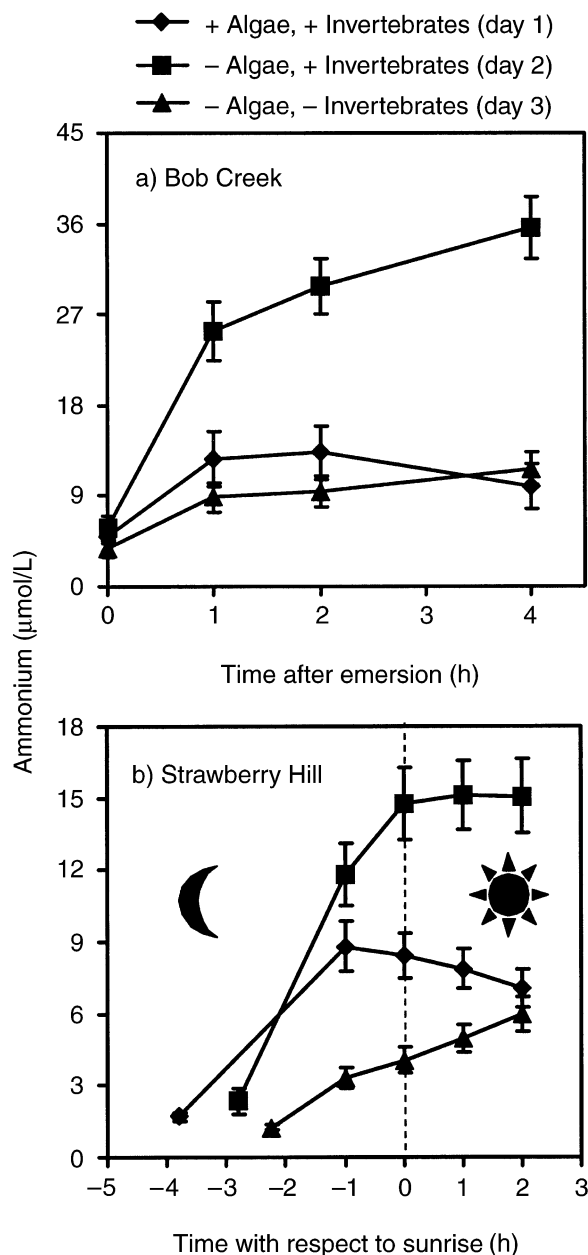 + Algae, + Invertebrates (day 1)
– Algae, + Invertebrates (day 2)
– Algae, – Invertebrates (day 3)
45
a) Bob Creek
36
27
18
9
0
0 1 2 3 4
Time after emersion (h)
Ammonium (μmol/L)
18
b) Strawberry Hill
15
12
9
6
3
0
–5 –4 –3 –2 –1 0 1 2 3
Time with respect to sunrise (h)